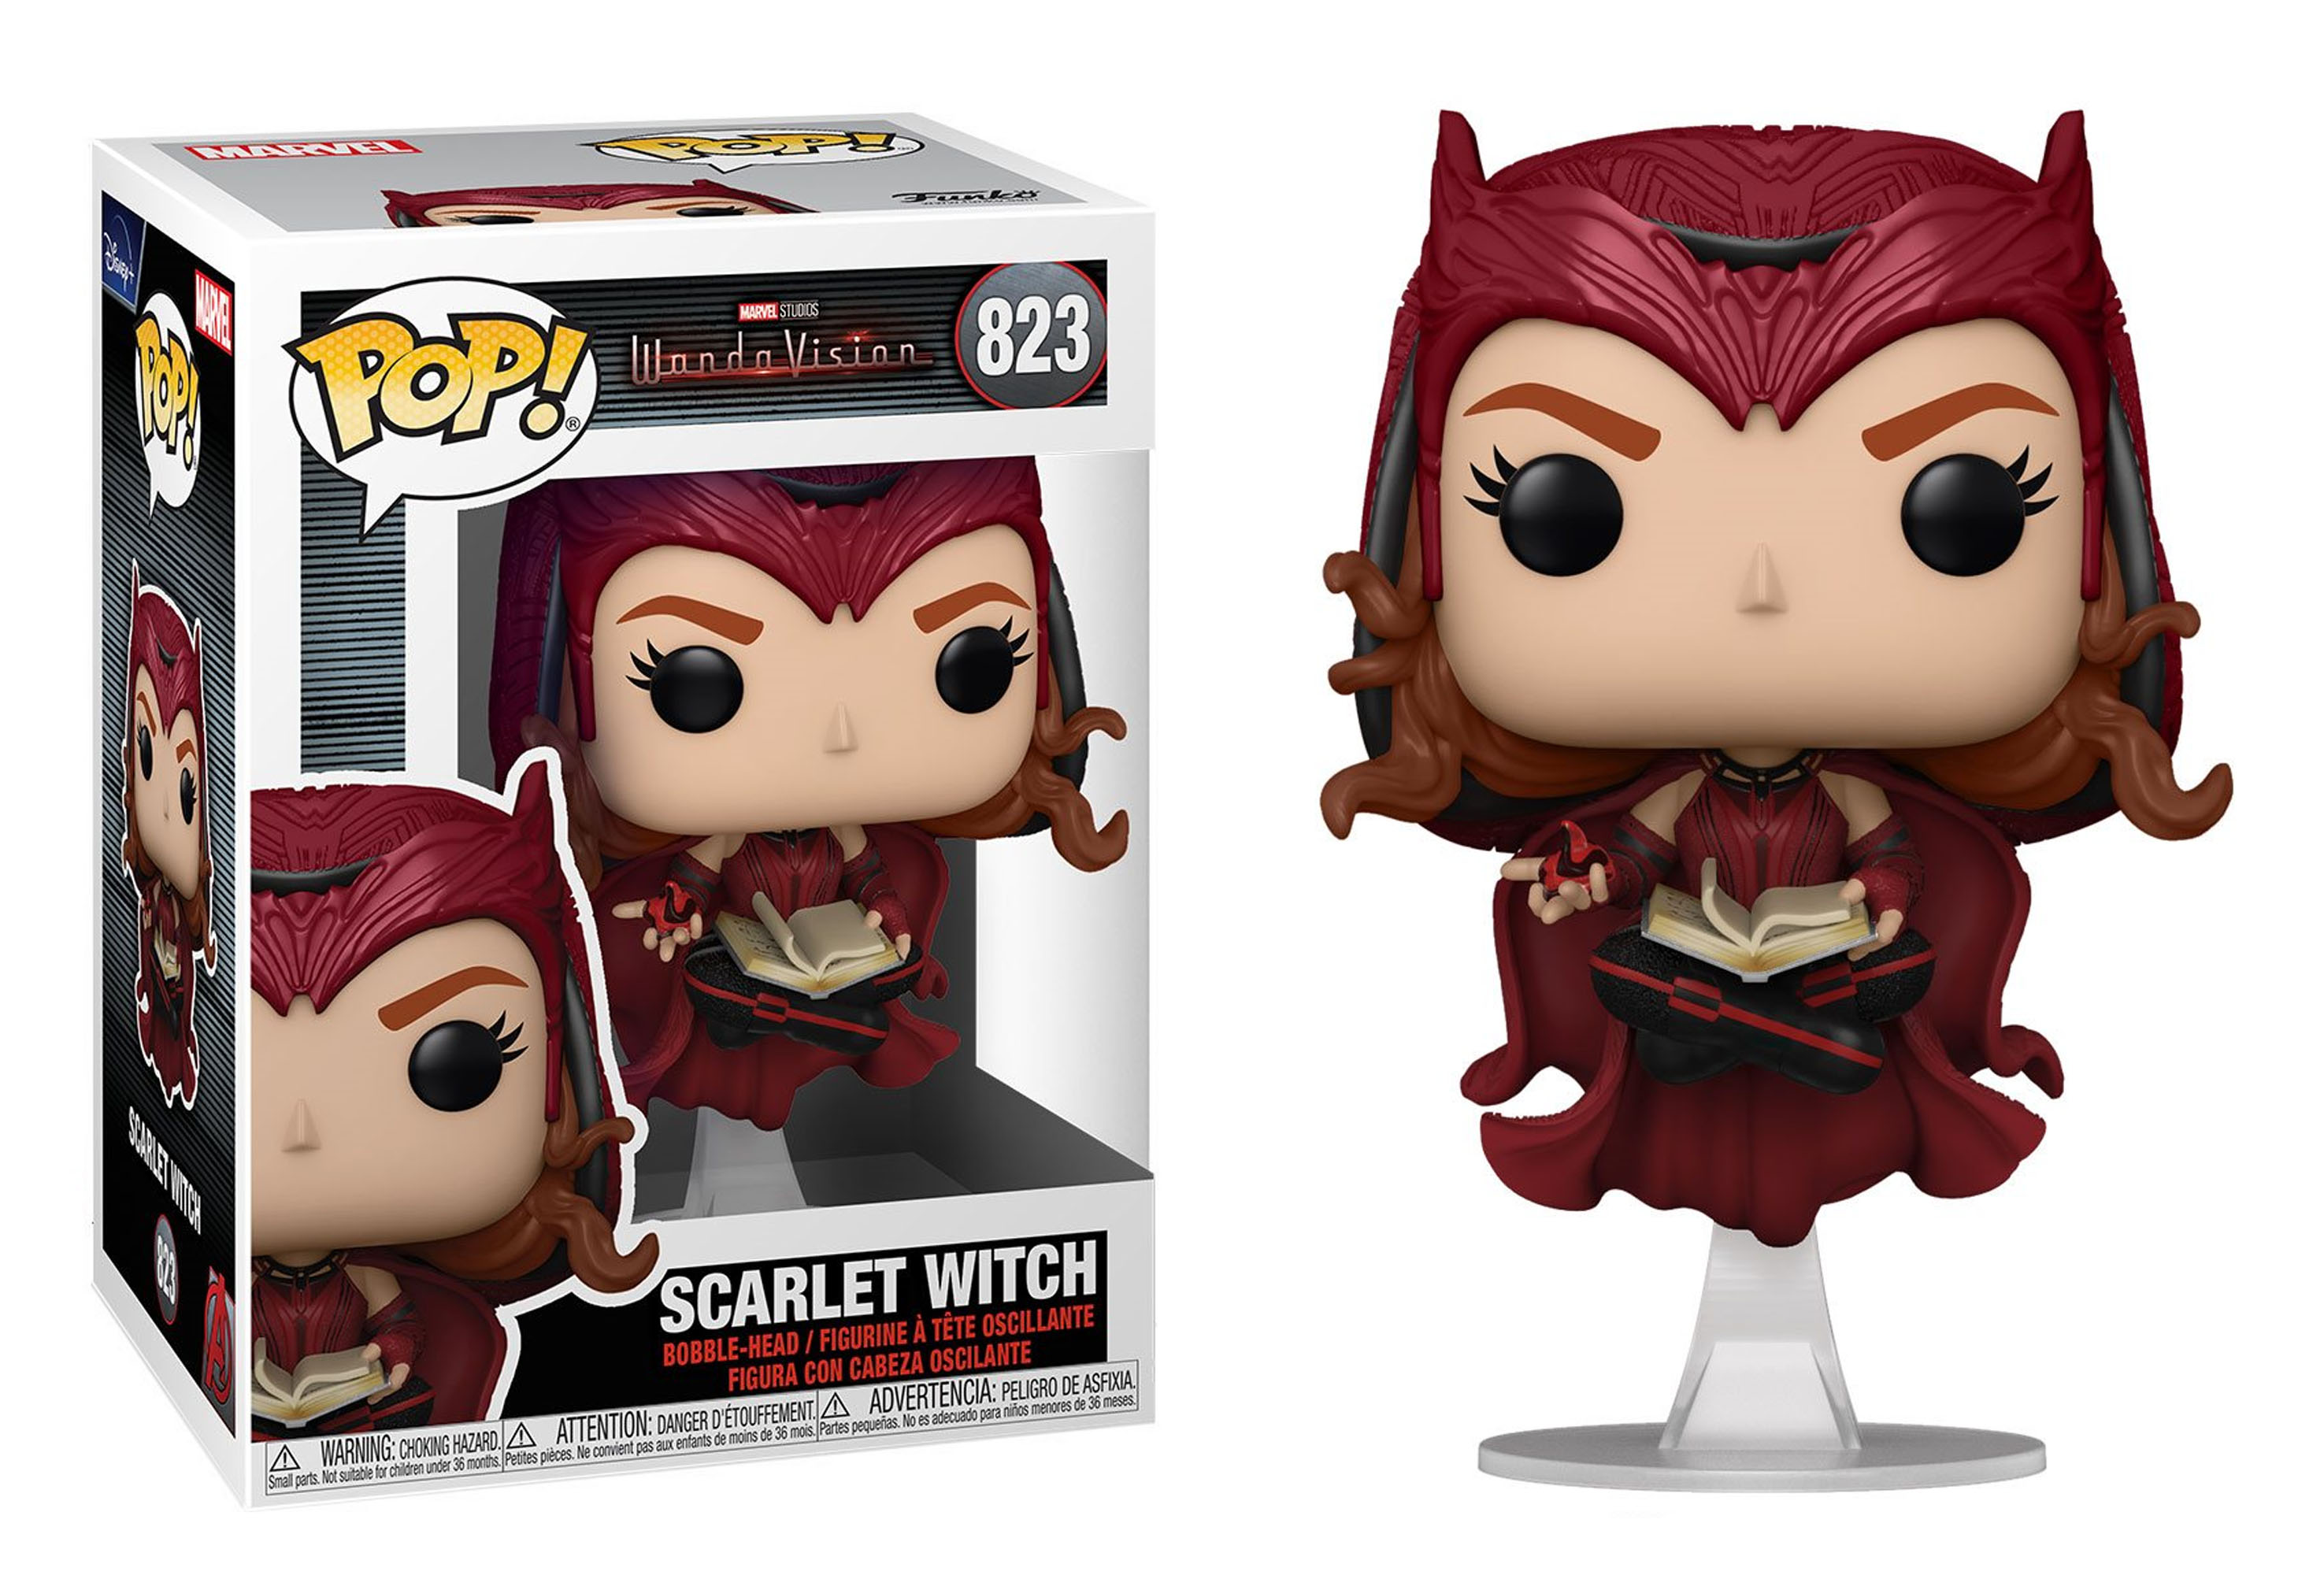 MARVEL
POP!
Funko
Disney+
MARVEL
POP!
SCARLET WITCH
823
POP!®
MARVEL STUDIOS
WandaVision
823
SCARLET WITCH
BOBBLE-HEAD / FIGURINE À TÊTE OSCILLANTE
FIGURA CON CABEZA OSCILANTE
WARNING: CHOKING HAZARD.
Small parts. Not suitable for children under 36 months.
ATTENTION: DANGER D'ÉTOUFFEMENT.
Petites pièces. Ne convient pas aux enfants de moins de 36 mois.
ADVERTENCIA: PELIGRO DE ASFIXIA.
Partes pequeñas. No es adecuado para niños menores de 36 meses.